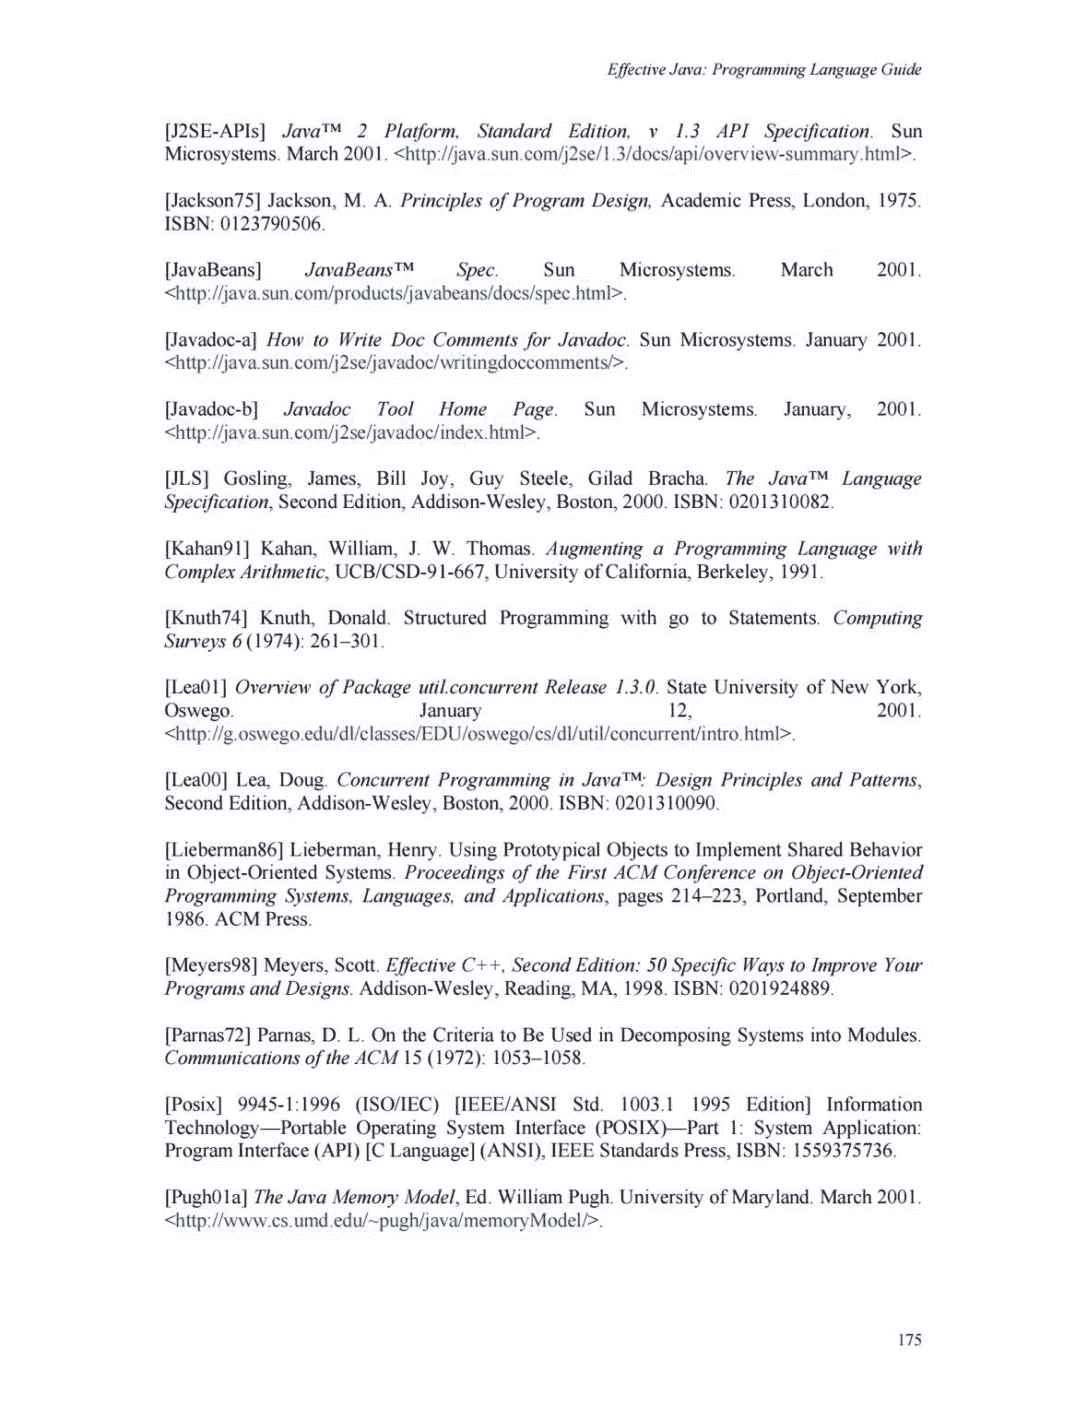 Effective Java: Programming Language Guide
[J2SE-APIs] Java™ 2 Platform, Standard Edition, v 1.3 API Specification. Sun
Microsystems. March 2001. <http://java.sun.com/j2se/1.3/docs/api/overview-summary.html>.
[Jackson75] Jackson, M. A. Principles of Program Design, Academic Press, London, 1975.
ISBN: 0123790506.
[JavaBeans] JavaBeans™ Spec. Sun Microsystems. March 2001.
<http://java.sun.com/products/javabeans/docs/spec.html>.
[Javadoc-a] How to Write Doc Comments for Javadoc. Sun Microsystems. January 2001.
<http://java.sun.com/j2se/javadoc/writingdoccomments/>.
[Javadoc-b] Javadoc Tool Home Page. Sun Microsystems. January, 2001.
<http://java.sun.com/j2se/javadoc/index.html>.
[JLS] Gosling, James, Bill Joy, Guy Steele, Gilad Bracha. The Java™ Language
Specification, Second Edition, Addison-Wesley, Boston, 2000. ISBN: 0201310082.
[Kahan91] Kahan, William, J. W. Thomas. Augmenting a Programming Language with
Complex Arithmetic, UCB/CSD-91-667, University of California, Berkeley, 1991.
[Knuth74] Knuth, Donald. Structured Programming with go to Statements. Computing
Surveys 6 (1974): 261–301.
[Lea01] Overview of Package util.concurrent Release 1.3.0. State University of New York,
Oswego. January 12, 2001.
<http://g.oswego.edu/dl/classes/EDU/oswego/cs/dl/util/concurrent/intro.html>.
[Lea00] Lea, Doug. Concurrent Programming in Java™: Design Principles and Patterns,
Second Edition, Addison-Wesley, Boston, 2000. ISBN: 0201310090.
[Lieberman86] Lieberman, Henry. Using Prototypical Objects to Implement Shared Behavior
in Object-Oriented Systems. Proceedings of the First ACM Conference on Object-Oriented
Programming Systems, Languages, and Applications, pages 214–223, Portland, September
1986. ACM Press.
[Meyers98] Meyers, Scott. Effective C++, Second Edition: 50 Specific Ways to Improve Your
Programs and Designs. Addison-Wesley, Reading, MA, 1998. ISBN: 0201924889.
[Parnas72] Parnas, D. L. On the Criteria to Be Used in Decomposing Systems into Modules.
Communications of the ACM 15 (1972): 1053–1058.
[Posix] 9945-1:1996 (ISO/IEC) [IEEE/ANSI Std. 1003.1 1995 Edition] Information
Technology—Portable Operating System Interface (POSIX)—Part 1: System Application:
Program Interface (API) [C Language] (ANSI), IEEE Standards Press, ISBN: 1559375736.
[Pugh01a] The Java Memory Model, Ed. William Pugh. University of Maryland. March 2001.
<http://www.cs.umd.edu/~pugh/java/memoryModel/>.
175